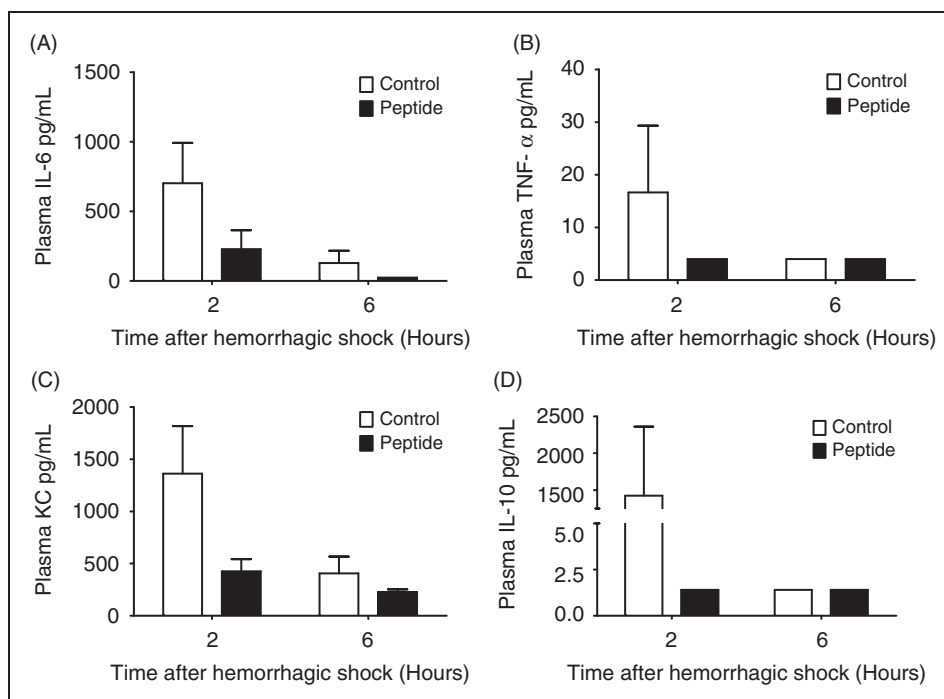 (A)
Plasma IL-6 pg/mL
1500
1000
500
0
Control
Peptide
2 6
Time after hemorrhagic shock (Hours)
(B)
Plasma TNF- α pg/mL
40
30
20
10
0
Control
Peptide
2 6
Time after hemorrhagic shock (Hours)
(C)
Plasma KC pg/mL
2000
1500
1000
500
0
Control
Peptide
2 6
Time after hemorrhagic shock (Hours)
(D)
Plasma IL-10 pg/mL
2500
2500
1500
5.0
2.5
0.0
Control
Peptide
2 6
Time after hemorrhagic shock (Hours)